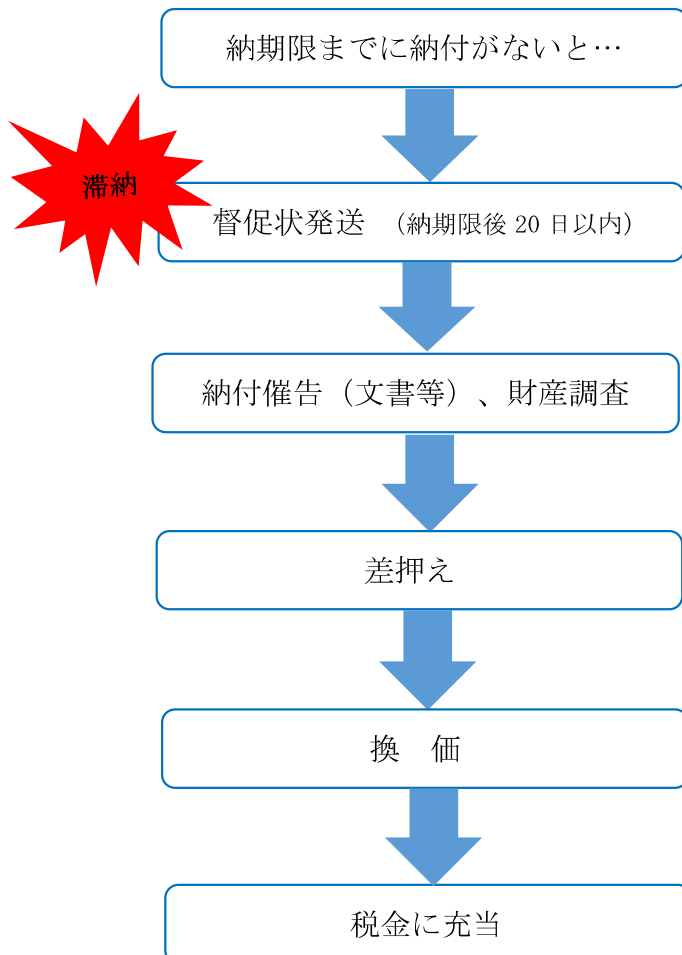 納期限までに納付がないと…
滞納
督促状発送 （納期限後 20 日以内）
納付催告（文書等）、財産調査
差押え
換　価
税金に充当